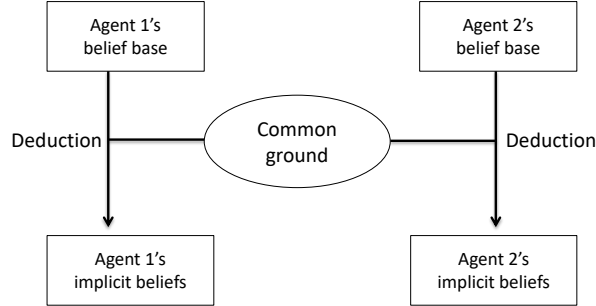 Agent 1’s
belief base
Agent 2’s
belief base
Deduction
Common
ground
Deduction
Agent 1’s
implicit beliefs
Agent 2’s
implicit beliefs